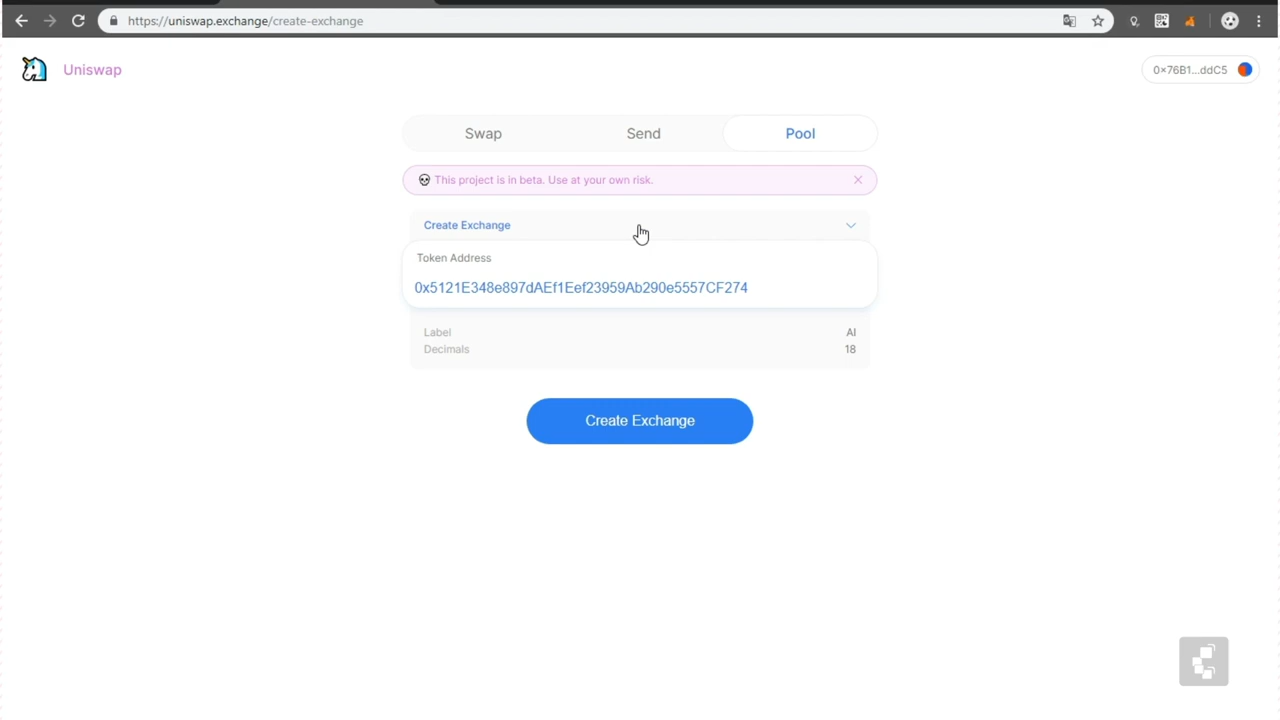 https://uniswap.exchange/create-exchange
Uniswap
0×76B1...ddC5
Swap
Send
Pool
This project is in beta. Use at your own risk.
Create Exchange
Token Address
0x5121E348e897dAEf1Eef23959Ab290e5557CF274
Label
AI
Decimals
18
Create Exchange